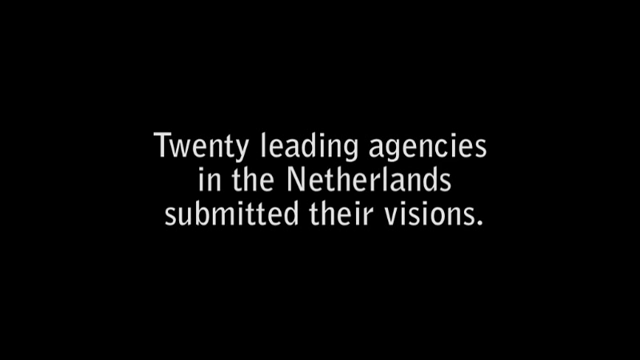 Twenty leading agencies
in the Netherlands
submitted their visions.